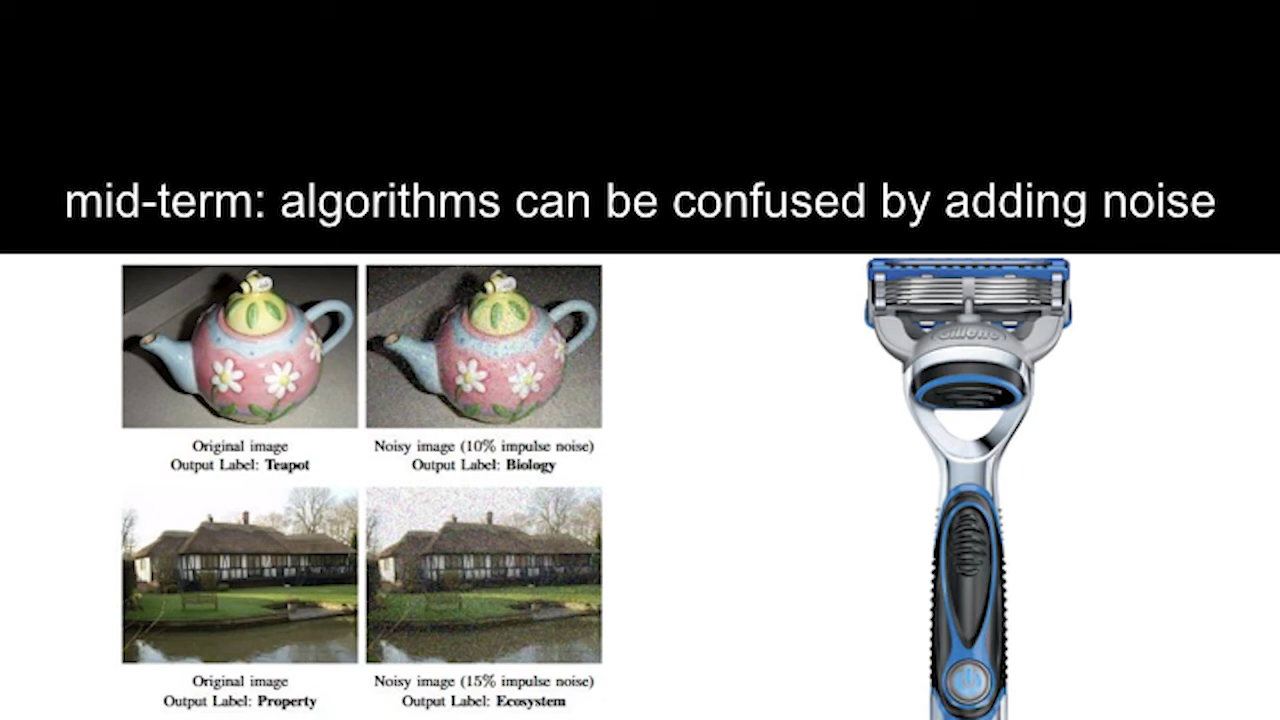 mid-term: algorithms can be confused by adding noise
Original image
Output Label: Teapot
Noisy image (10% impulse noise)
Output Label: Biology
Original image
Output Label: Property
Noisy image (15% impulse noise)
Output Label: Ecosystem
Gillette